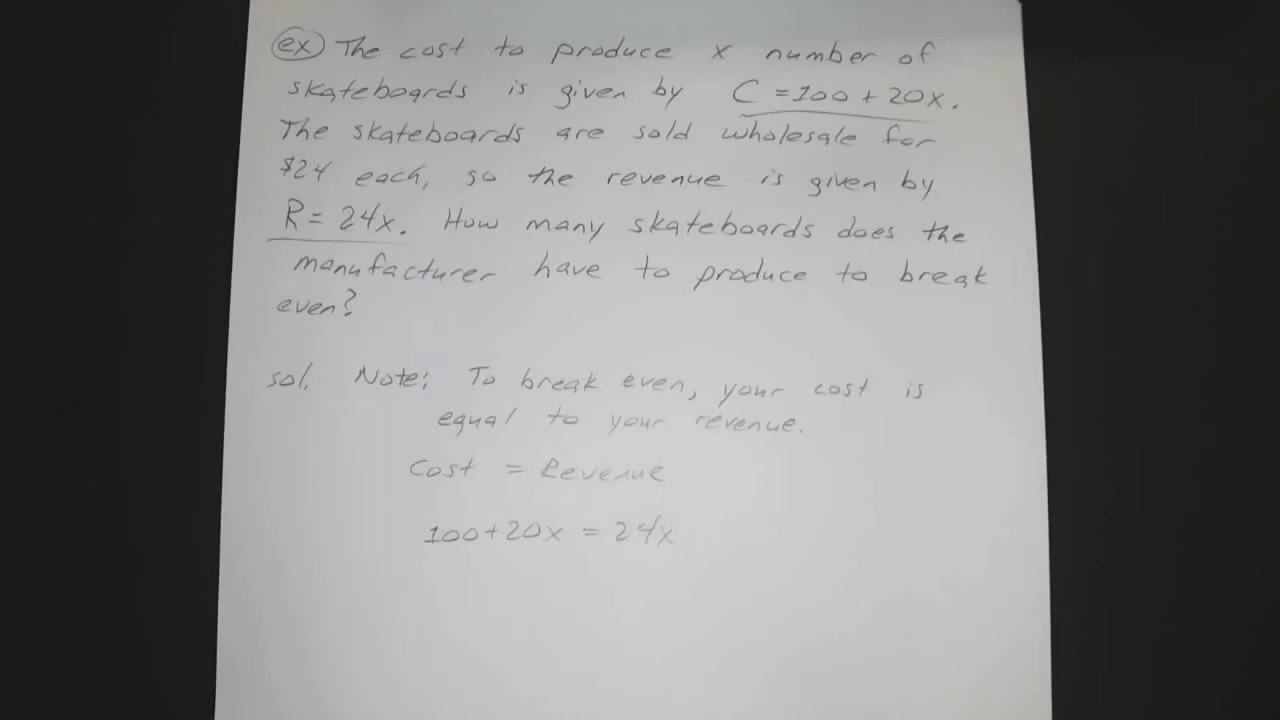 ex The cost to produce x number of
skateboards is given by C = 100 + 20x.
The skateboards are sold wholesale for
$24 each, so the revenue is given by
R = 24x. How many skateboards does the
manufacturer have to produce to break
even?
sol. Note: To break even, your cost is
equal to your revenue.
Cost = Revenue
100+20x = 24x